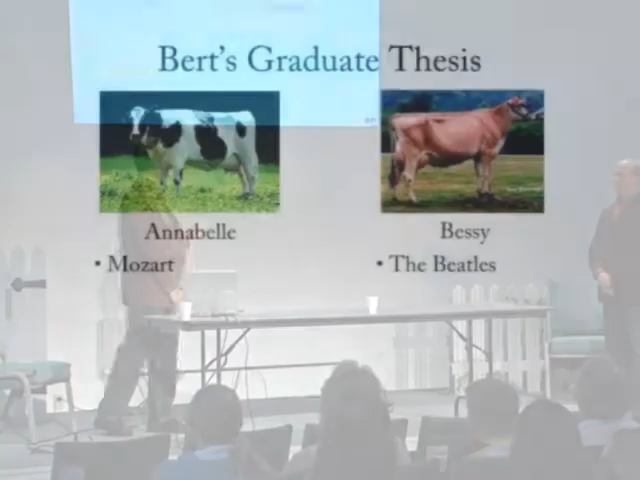 Bert's Graduate Thesis
Annabelle
Bessy
• Mozart
• The Beatles